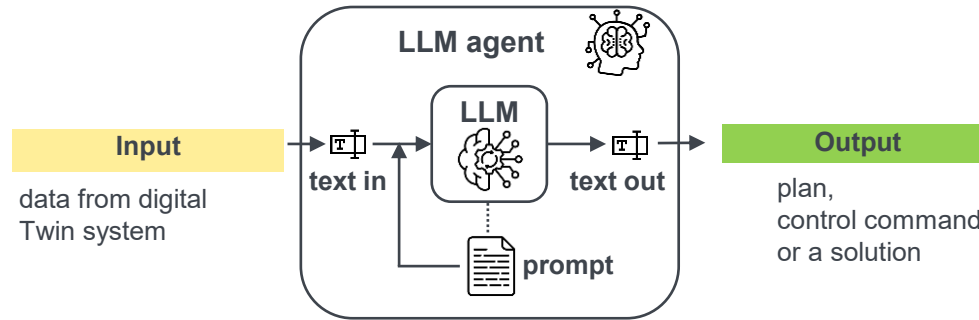 LLM agent
LLM
Input
T
text in
T
text out
Output
data from digital
Twin system
plan,
control command
or a solution
prompt